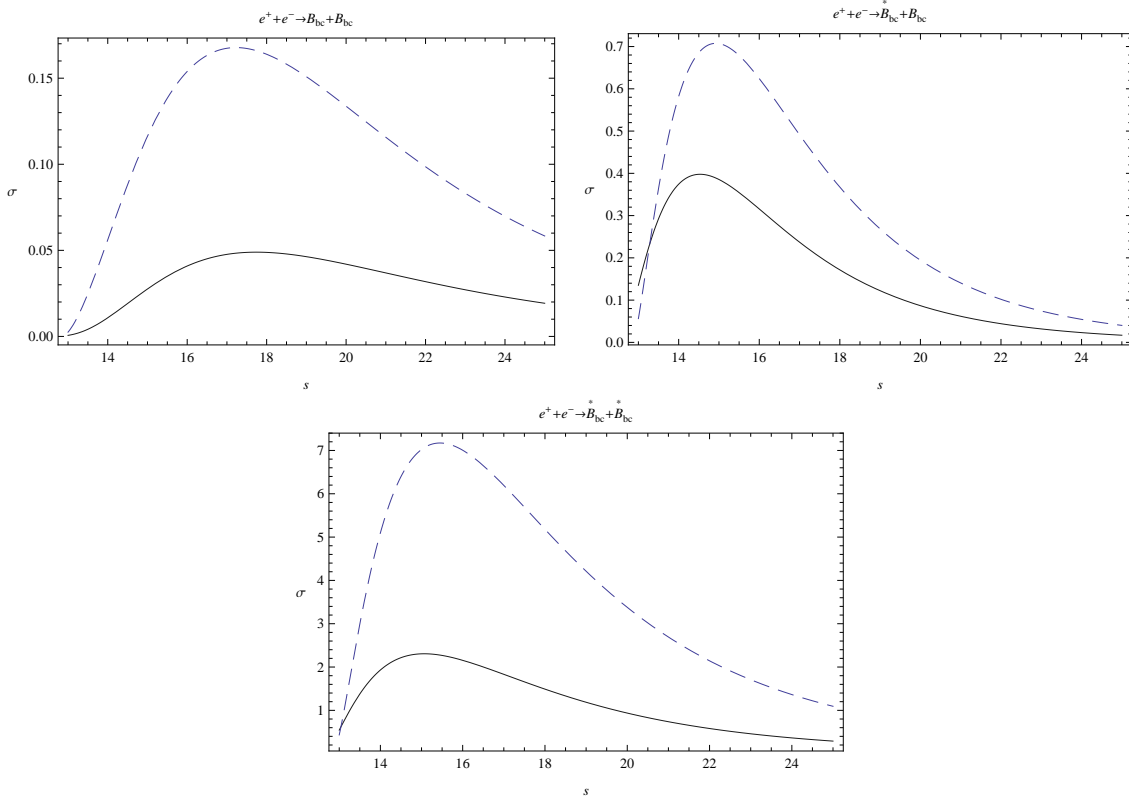 e⁺+e⁻→B_bc+B_bc
0.15
0.10
σ
0.05
0.00
14 16 18 20 22 24
s
e⁺+e⁻→B*_bc+B_bc
0.7
0.6
0.5
0.4
σ
0.3
0.2
0.1
0.0
14 16 18 20 22 24
s
e⁺+e⁻→B*_bc+B*_bc
7
6
5
4
σ
3
2
1
14 16 18 20 22 24
s